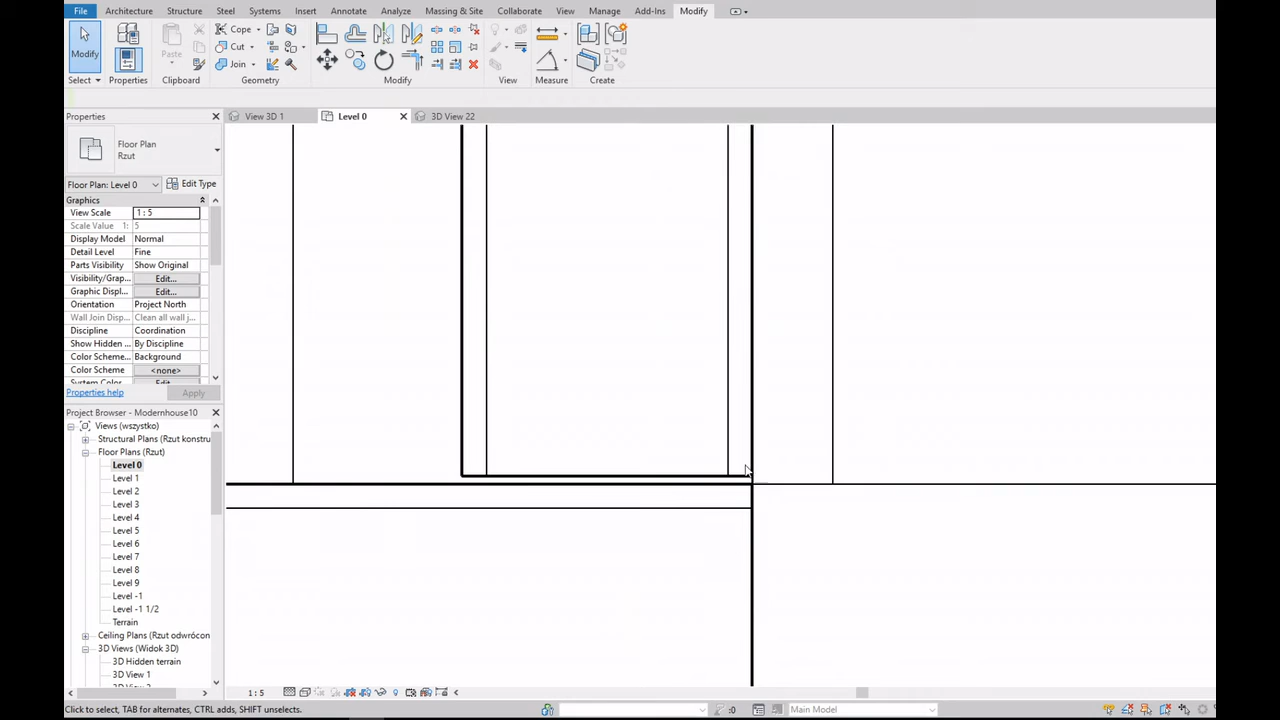 File Architecture Structure Steel Systems Insert Annotate Analyze Massing & Site Collaborate View Manage Add-Ins Modify
Cope
Cut
Join
Modify
Paste
Select Properties Clipboard Geometry Modify View Measure Create
Properties
View 3D 1 Level 0 3D View 22
Floor Plan
Rzut
Floor Plan: Level 0 Edit Type
Graphics
View Scale 1 : 5
Scale Value 1: 5
Display Model Normal
Detail Level Fine
Parts Visibility Show Original
Visibility/Grap... Edit...
Graphic Displ... Edit...
Orientation Project North
Wall Join Disp... Clean all wall j...
Discipline Coordination
Show Hidden ... By Discipline
Color Scheme... Background
Color Scheme <none>
System Color Edit
Properties help Apply
Project Browser - Modernhouse10
Views (wszystko)
Structural Plans (Rzut konstru
Floor Plans (Rzut)
Level 0
Level 1
Level 2
Level 3
Level 4
Level 5
Level 6
Level 7
Level 8
Level 9
Level -1
Level -1 1/2
Terrain
Ceiling Plans (Rzut odwrócon
3D Views (Widok 3D)
3D Hidden terrain
3D View 1
1 : 5
Click to select, TAB for alternates, CTRL adds, SHIFT unselects.
:0
Main Model